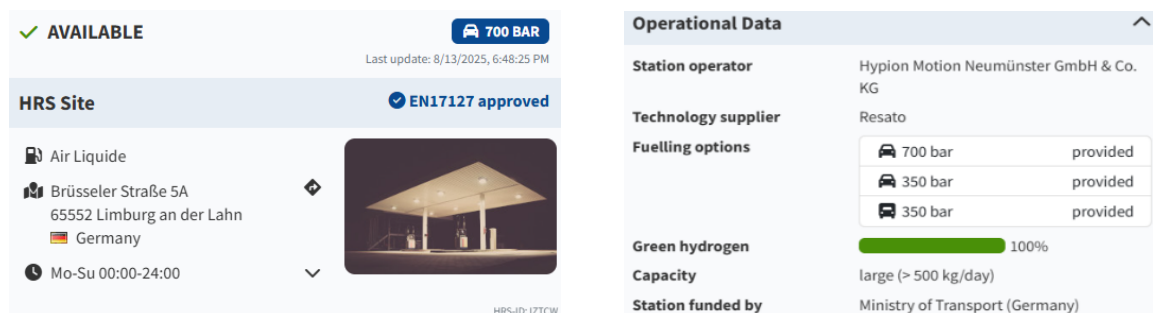 AVAILABLE
700 BAR
Last update: 8/13/2025, 6:48:25 PM
HRS Site
EN17127 approved
Air Liquide
Brüsseler Straße 5A
65552 Limburg an der Lahn
Germany
Mo-Su 00:00-24:00
HRS-ID: IZTCW
Operational Data
Station operator Hypion Motion Neumünster GmbH & Co.
KG
Technology supplier Resato
Fuelling options 700 bar provided
350 bar provided
350 bar provided
Green hydrogen 100%
Capacity large (> 500 kg/day)
Station funded by Ministry of Transport (Germany)